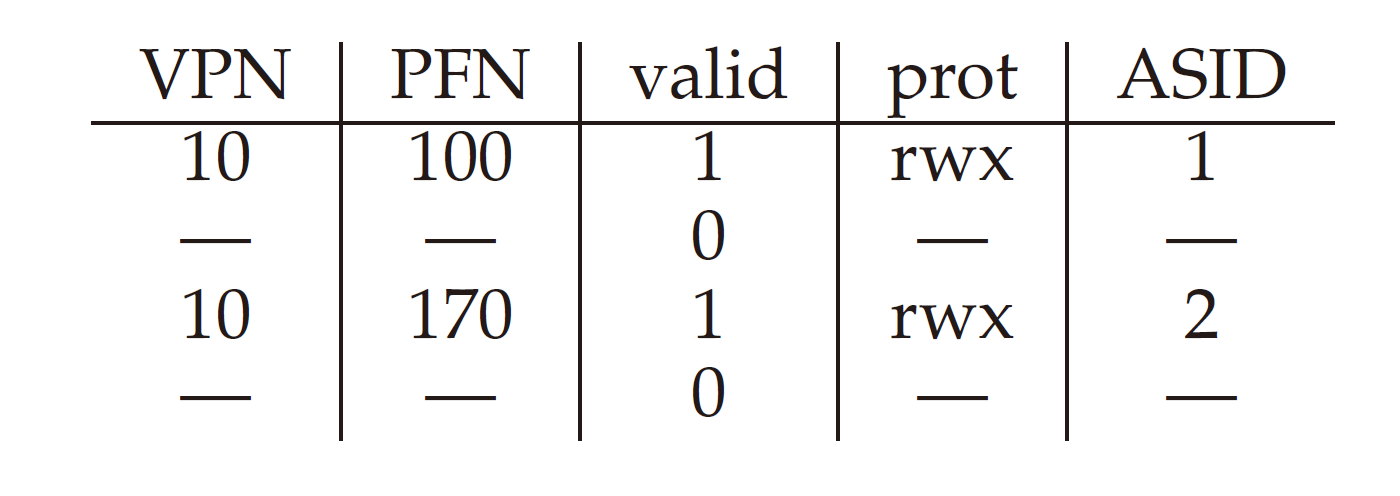 VPN PFN valid prot ASID
10 100 1 rwx 1
— — 0 — —
10 170 1 rwx 2
— — 0 — —